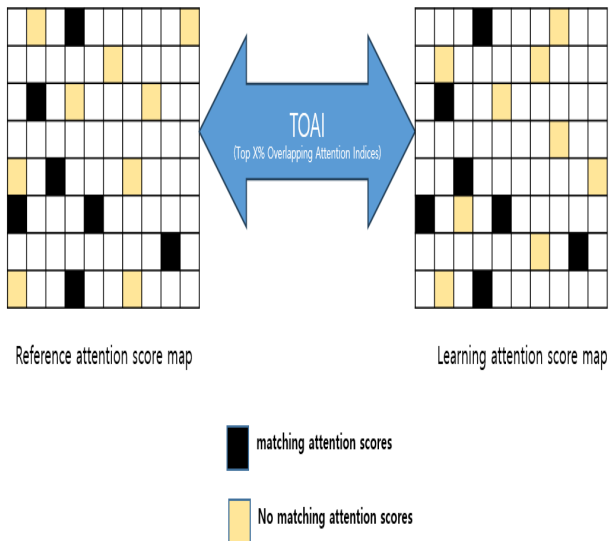 TOAI
(Top X% Overlapping Attention Indices)
Reference attention score map
Learning attention score map
matching attention scores
No matching attention scores